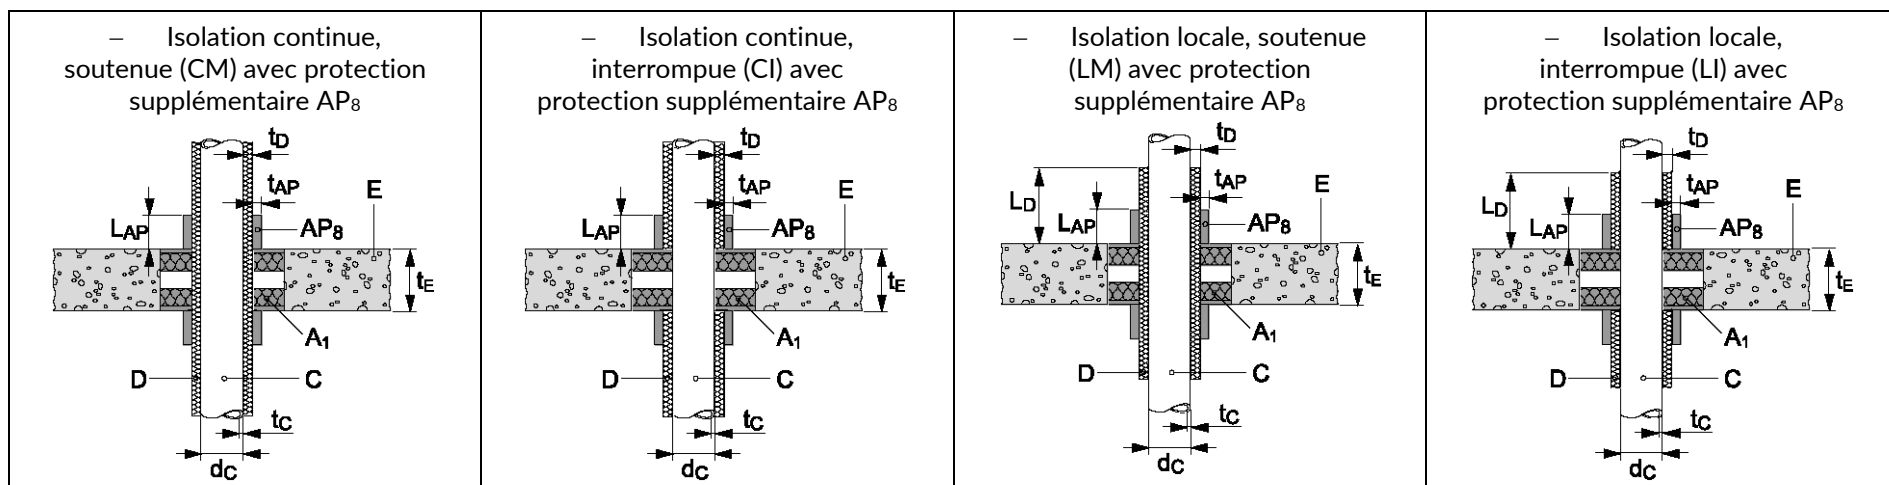 – Isolation continue,
soutenue (CM) avec protection
supplémentaire AP8
tD
tAP
E
LAP
AP8
tE
A1
D
C
tC
dC
– Isolation continue,
interrompue (CI) avec
protection supplémentaire AP8
tD
tAP
E
LAP
AP8
tE
A1
D
C
tC
dC
– Isolation locale, soutenue
(LM) avec protection
supplémentaire AP8
tD
tAP
E
LD
LAP
AP8
tE
A1
D
C
tC
dC
– Isolation locale,
interrompue (LI) avec
protection supplémentaire AP8
tD
tAP
E
LD
LAP
AP8
tE
A1
D
C
tC
dC